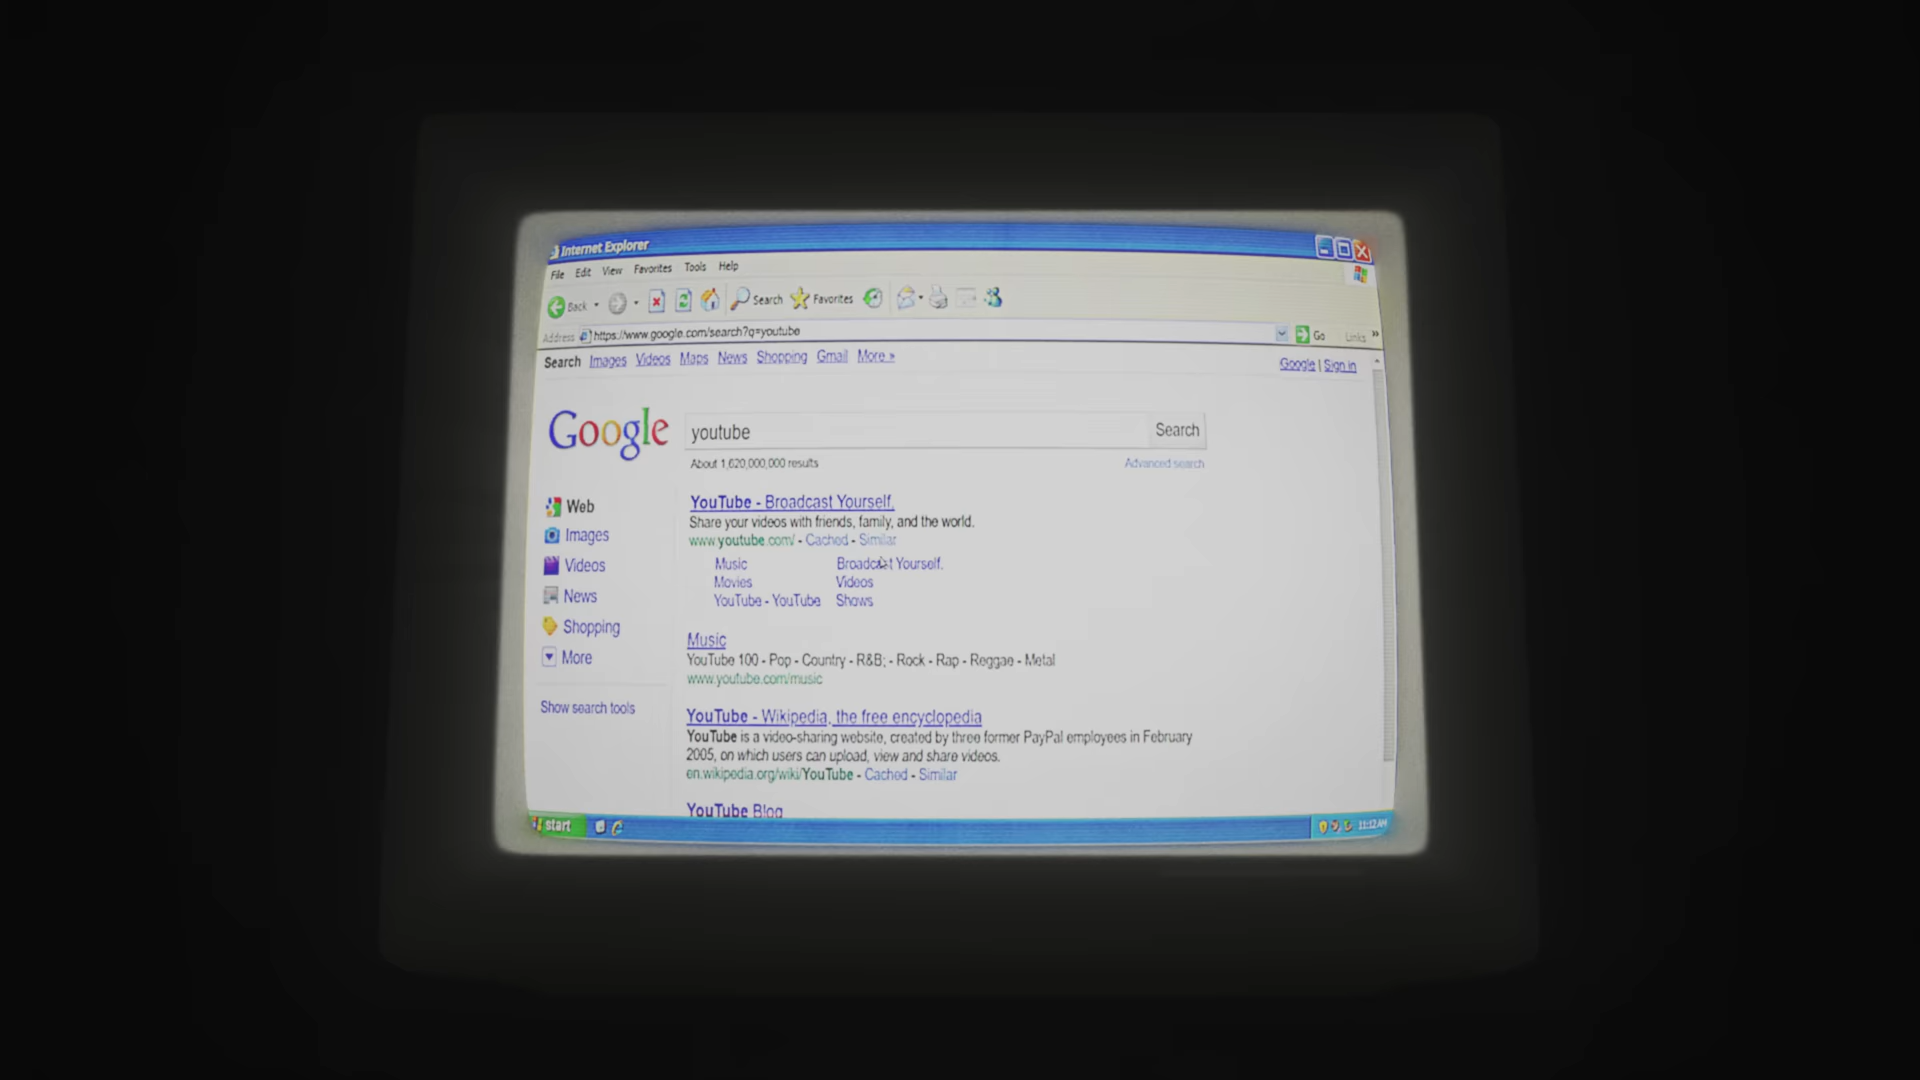 Internet Explorer
File Edit View Favorites Tools Help
Back Search Favorites
Address https://www.google.com/search?q=youtube Go Links »
Search Images Videos Maps News Shopping Gmail More » Google | Sign in
Google youtube Search
About 1,620,000,000 results Advanced search
Web
Images
Videos
News
Shopping
More
Show search tools
YouTube - Broadcast Yourself.
Share your videos with friends, family, and the world.
www.youtube.com/ - Cached - Similar
Music Broadcast Yourself.
Movies Videos
YouTube - YouTube Shows
Music
YouTube 100 - Pop - Country - R&B; - Rock - Rap - Reggae - Metal
www.youtube.com/music
YouTube - Wikipedia, the free encyclopedia
YouTube is a video-sharing website, created by three former PayPal employees in February
2005, on which users can upload, view and share videos.
en.wikipedia.org/wiki/YouTube - Cached - Similar
YouTube Blog
start 11:12 AM